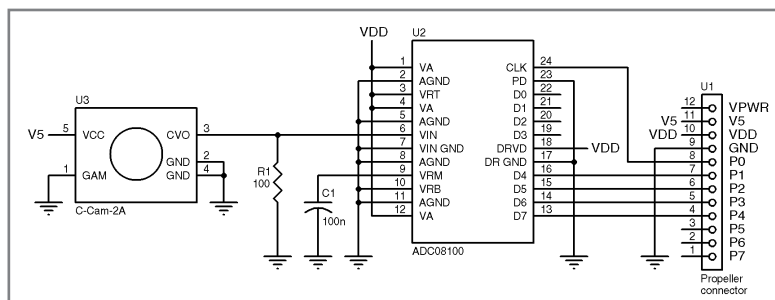 VDD
U2
1 VA CLK 24
2 AGND PD 23
3 VRT D0 22
4 VA D1 21
5 AGND D2 20
6 VIN D3 19
7 VIN GND DRVD 18 VDD
8 AGND DR GND 17
9 VRM D4 16
10 VRB D5 15
11 AGND D6 14
12 VA D7 13
ADC08100
U3
V5 5 VCC CVO 3
1 GAM GND 2
GND 4
C-Cam-2A
R1
100
C1
100n
U1
12 VPWR
V5 11 V5
VDD 10 VDD
9 GND
8 P0
7 P1
6 P2
5 P3
4 P4
3 P5
2 P6
1 P7
Propeller
connector